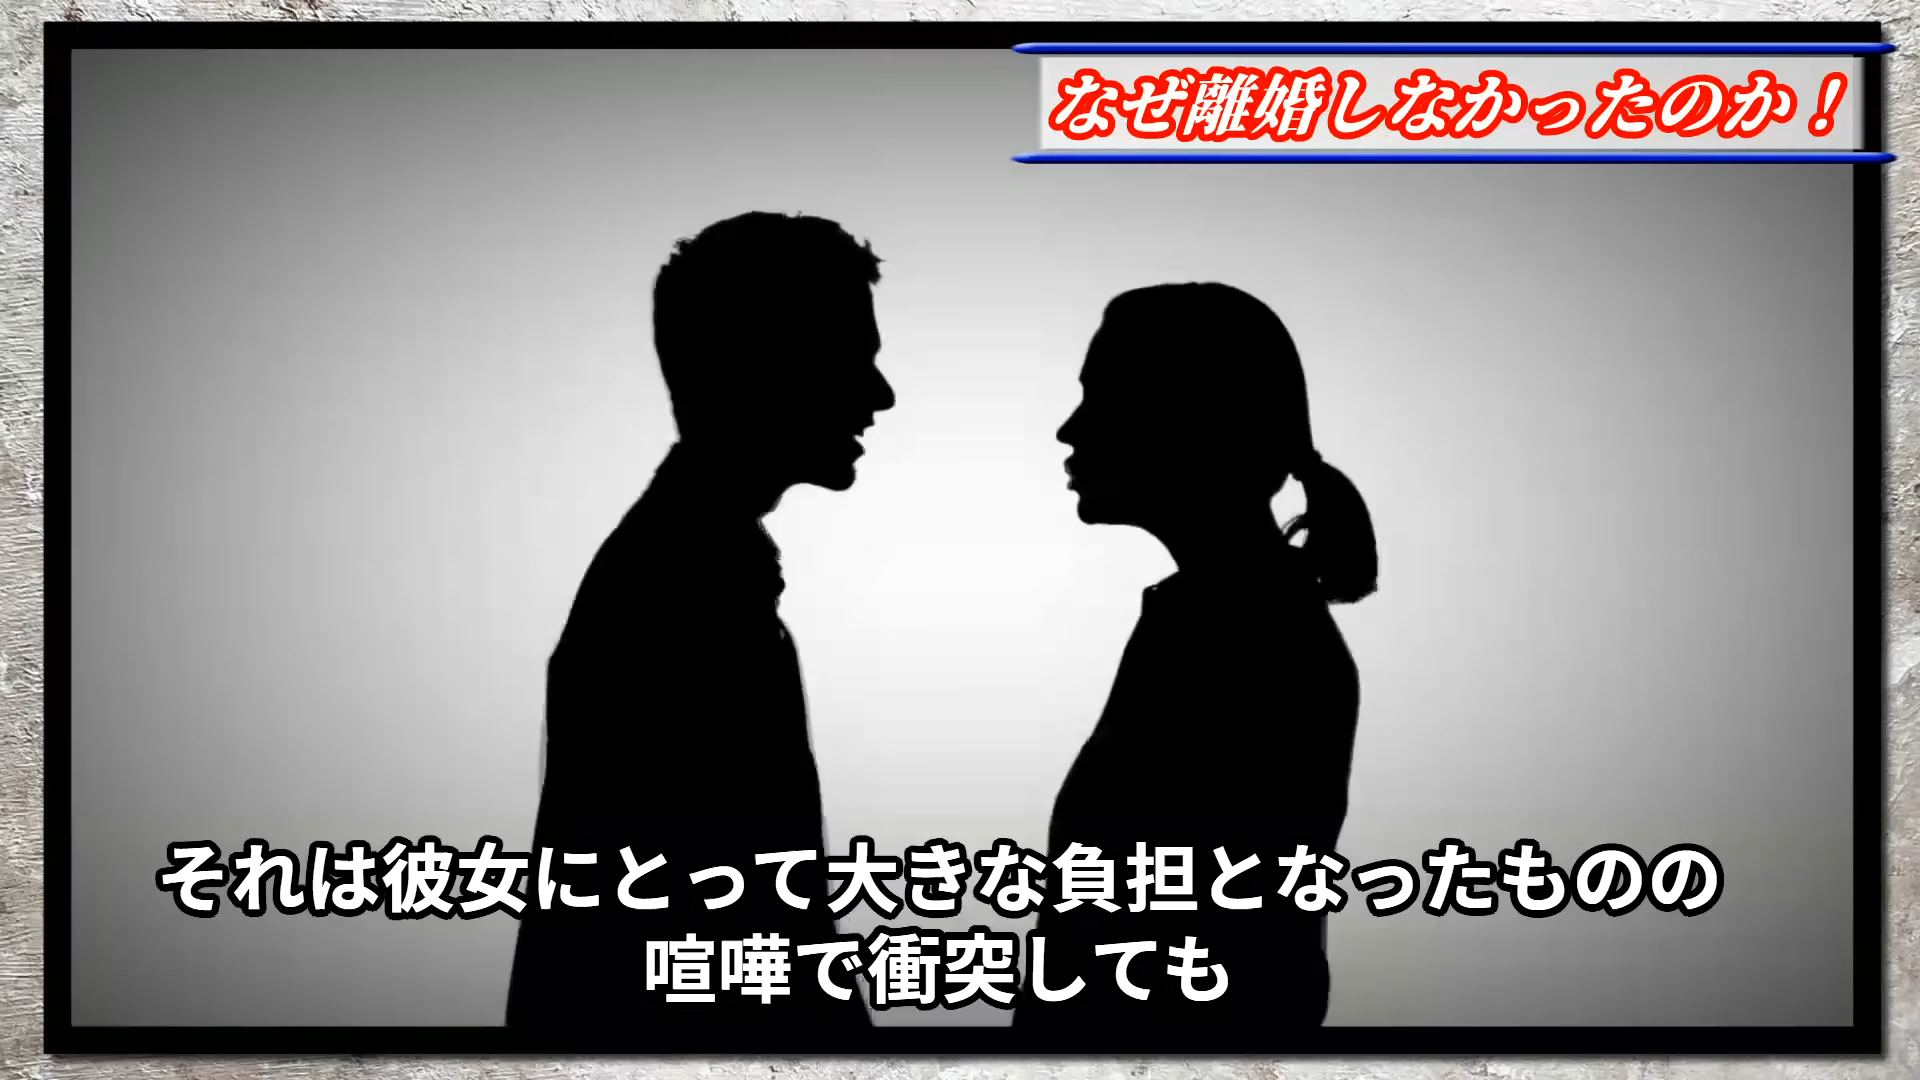 なぜ離婚しなかったのか！
それは彼女にとって大きな負担となったものの
喧嘩で衝突しても